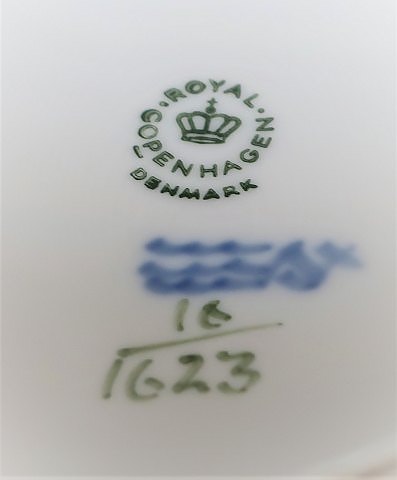 ROYAL
COPENHAGEN
DENMARK
18
1623